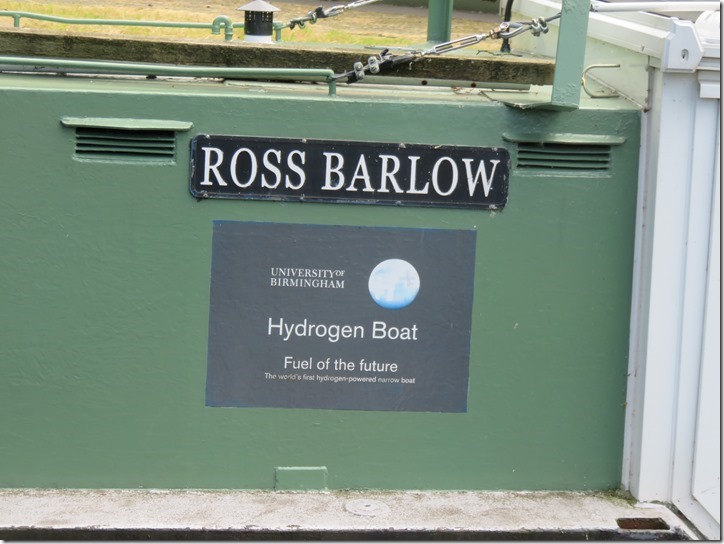 ROSS BARLOW
UNIVERSITY OF
BIRMINGHAM
Hydrogen Boat
Fuel of the future
The world's first hydrogen-powered narrow boat